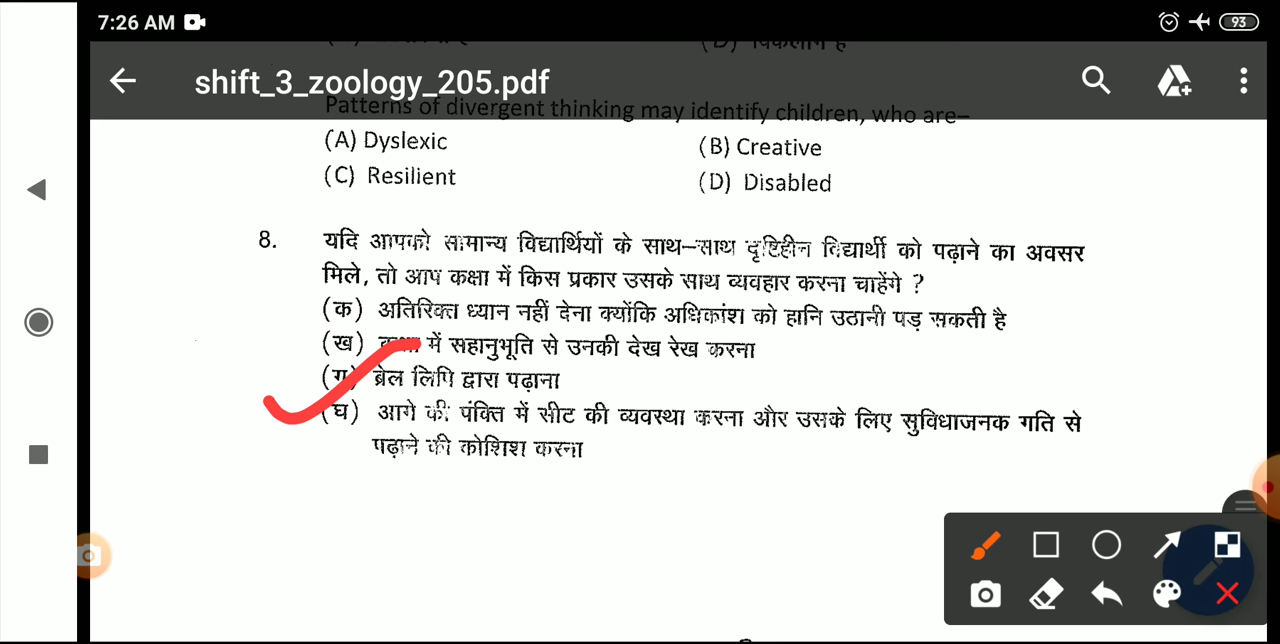 7:26 AM
93
(D) विकलांग है
shift_3_zoology_205.pdf
Patterns of divergent thinking may identify children, who are–
(A) Dyslexic
(B) Creative
(C) Resilient
(D) Disabled
8. यदि आपको सामान्य विद्यार्थियों के साथ–साथ दृष्टिहीन विद्यार्थी को पढ़ाने का अवसर
मिले, तो आप कक्षा में किस प्रकार उसके साथ व्यवहार करना चाहेंगे ?
(क) अतिरिक्त ध्यान नहीं देना क्योंकि अधिकांश को हानि उठानी पड़ सकती है
(ख) कक्षा में सहानुभूति से उनकी देख रेख करना
(ग) ब्रेल लिपि द्वारा पढ़ाना
(घ) आगे की पंक्ति में सीट की व्यवस्था करना और उसके लिए सुविधाजनक गति से
पढ़ाने की कोशिश करना